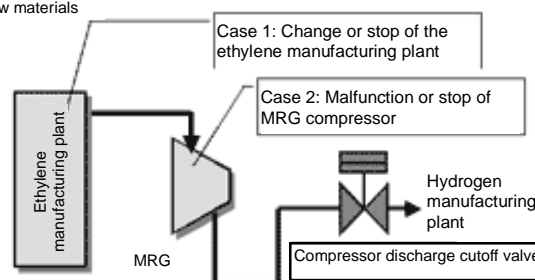 materials
Case 1: Change or stop of the
ethylene manufacturing plant
Case 2: Malfunction or stop of
MRG compressor
Ethylene
manufacturing plant
Hydrogen
manufacturing
plant
MRG
Compressor discharge cutoff valve